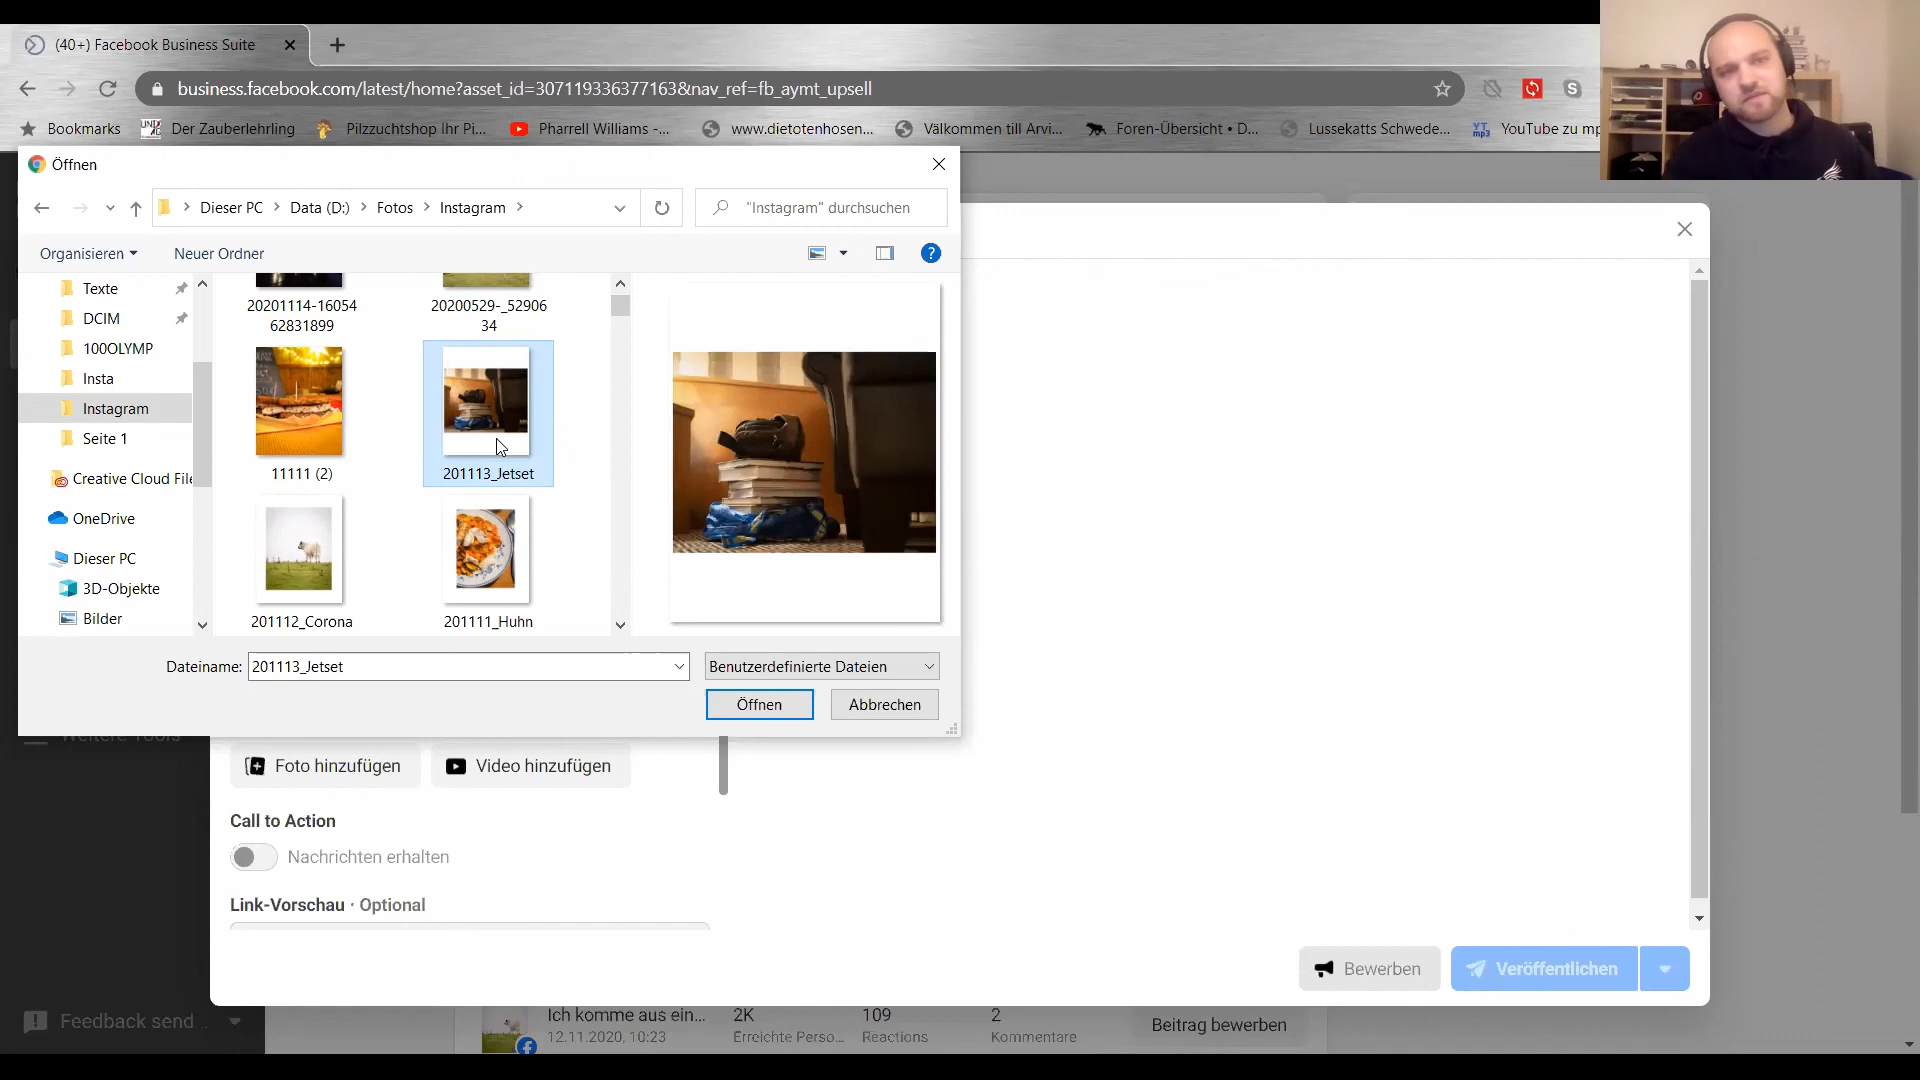 (40+) Facebook Business Suite
business.facebook.com/latest/home?asset_id=307119336377163&nav_ref=fb_aymt_upsell
S
Bookmarks
Der Zauberlehrling
Pilzzuchtshop Ihr Pi...
Pharrell Williams -...
www.dietotenhosen...
Välkommen till Arvi...
Foren-Übersicht • D...
Lussekatts Schwede...
YouTube zu mp
Öffnen
Dieser PC
Data (D:)
Fotos
Instagram
"Instagram" durchsuchen
Organisieren
Neuer Ordner
?
Texte
DCIM
100OLYMP
Insta
Instagram
Seite 1
Creative Cloud File
OneDrive
Dieser PC
3D-Objekte
Bilder
20201114-16054
62831899
20200529-_52906
34
11111 (2)
201113_Jetset
201112_Corona
201111_Huhn
Dateiname:
201113_Jetset
Benutzerdefinierte Dateien
Öffnen
Abbrechen
Weitere Tools
Foto hinzufügen
Video hinzufügen
Call to Action
Nachrichten erhalten
Link-Vorschau · Optional
Bewerben
Veröffentlichen
Feedback send...
Ich komme aus ein...
12.11.2020, 10:23
2K
Erreichte Perso...
109
Reactions
2
Kommentare
Beitrag bewerben